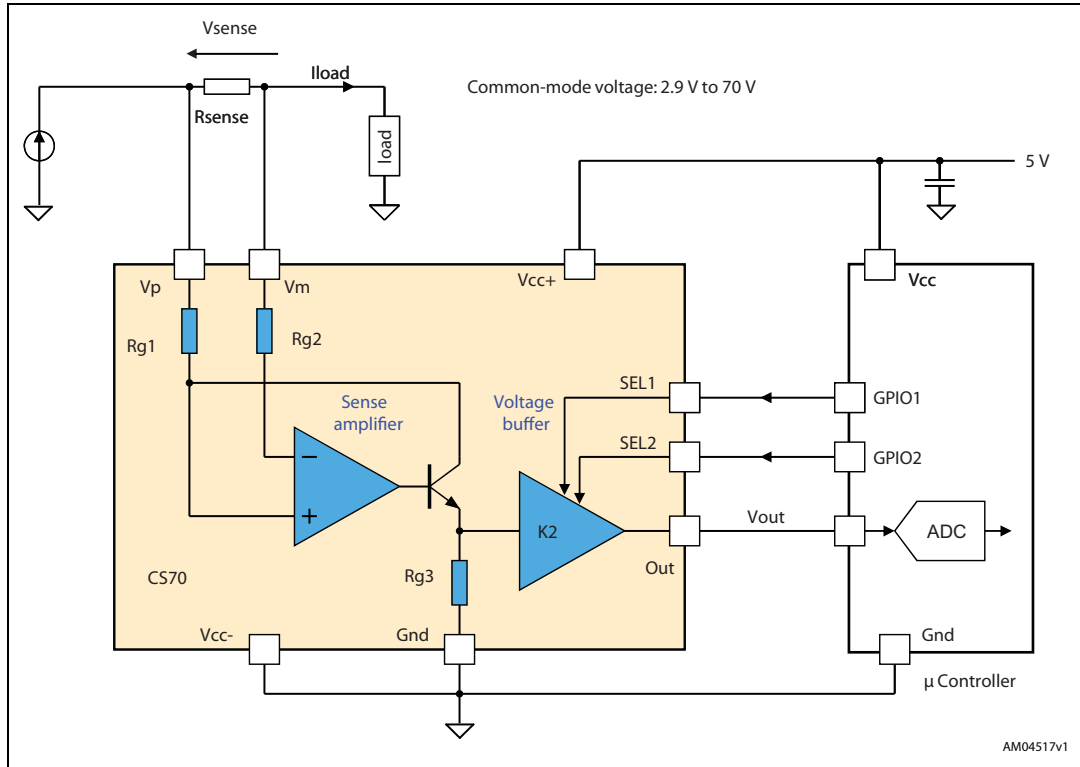 Vsense
Iload
Common-mode voltage: 2.9 V to 70 V
Rsense
load
5 V
Vp
Vm
Vcc+
Vcc
Rg1
Rg2
SEL1
GPIO1
Sense
amplifier
Voltage
buffer
SEL2
GPIO2
−
+
K2
Vout
ADC
Out
Rg3
CS70
Vcc-
Gnd
Gnd
µ Controller
AM04517v1